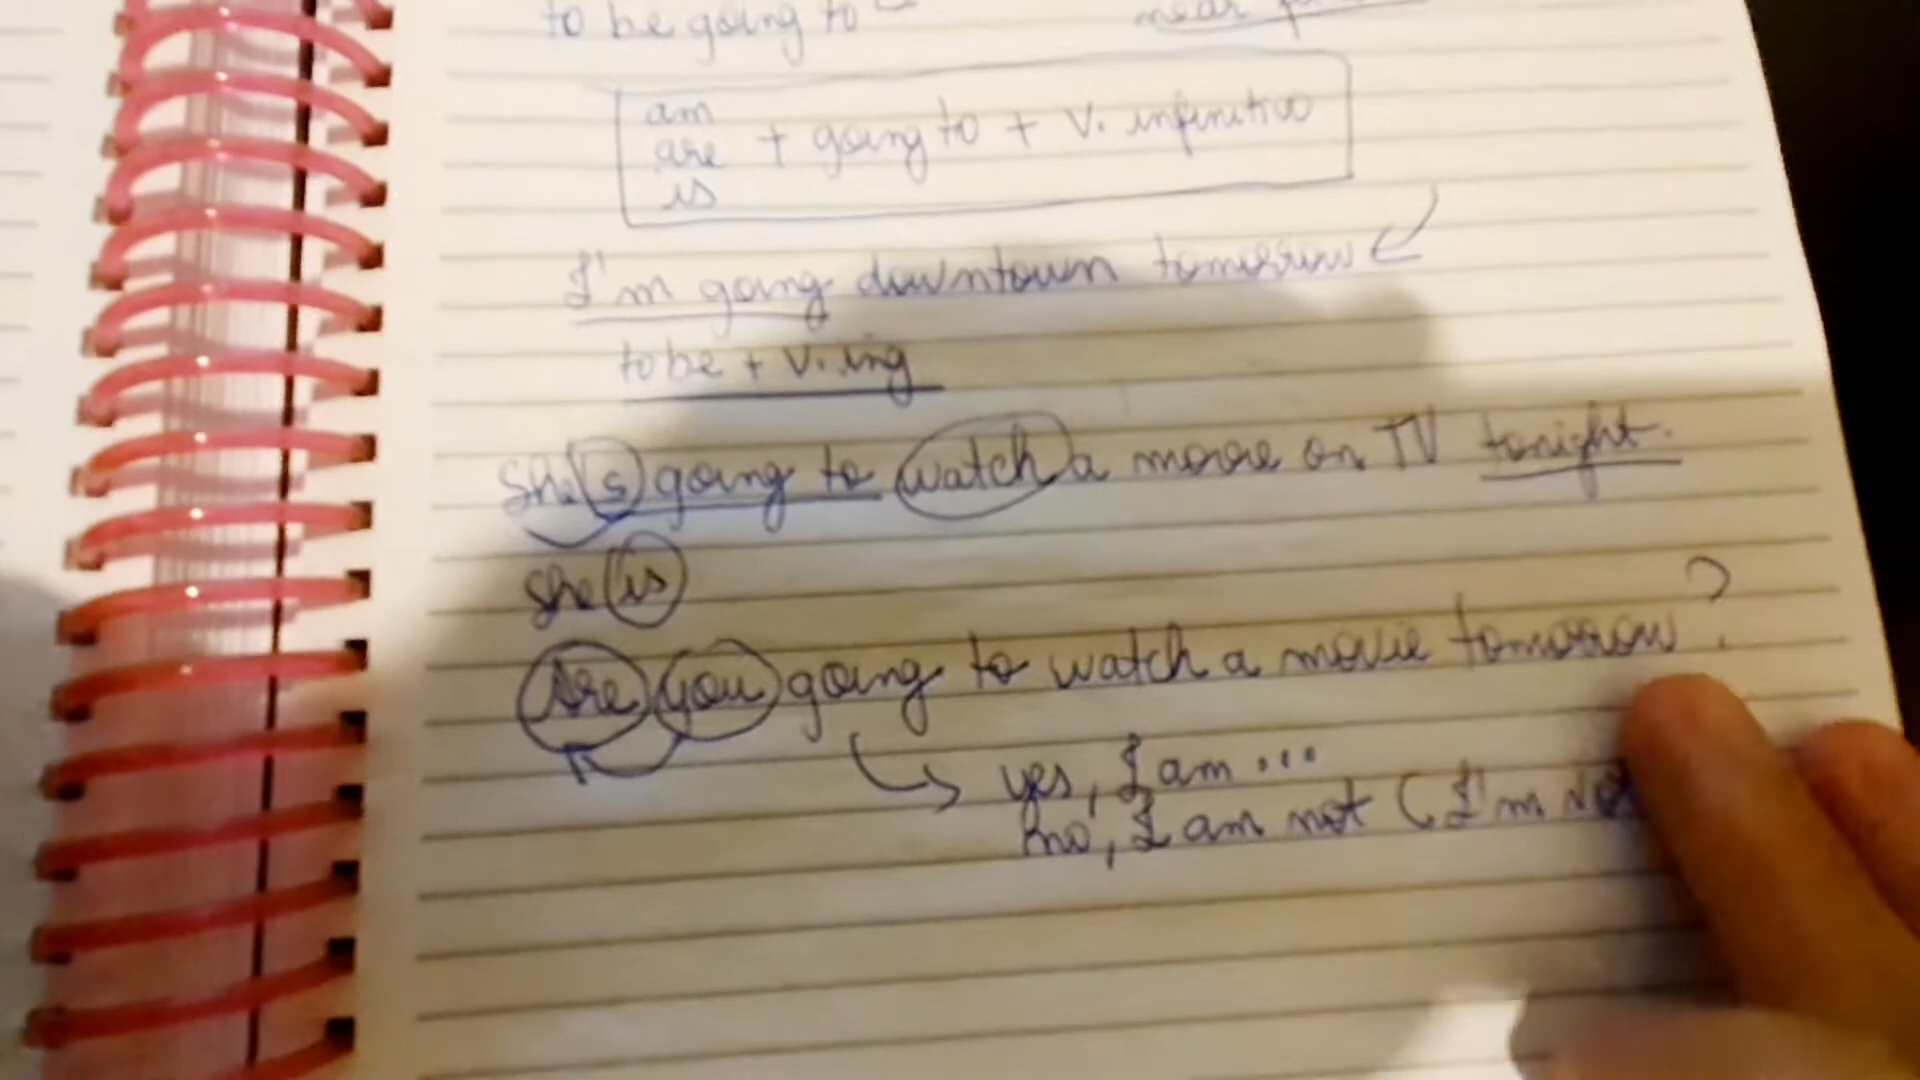 to be going to
near
am
are + going to + V. infinitivo
is
I'm going downtown tomorrow
to be + V. ing
She's going to watch a movie on TV tonight.
She is
Are you going to watch a movie tomorrow?
yes, I am...
no, I am not (I'm not